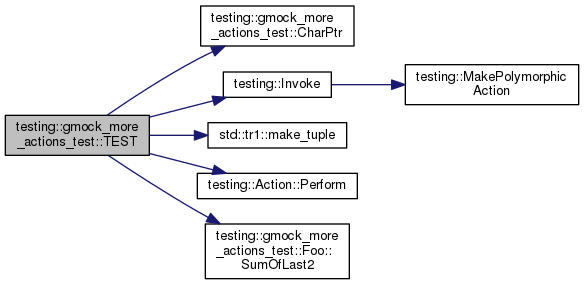 testing::gmock_more
_actions_test::CharPtr
testing::Invoke
testing::MakePolymorphic
Action
testing::gmock_more
_actions_test::TEST
std::tr1::make_tuple
testing::Action::Perform
testing::gmock_more
_actions_test::Foo::
SumOfLast2